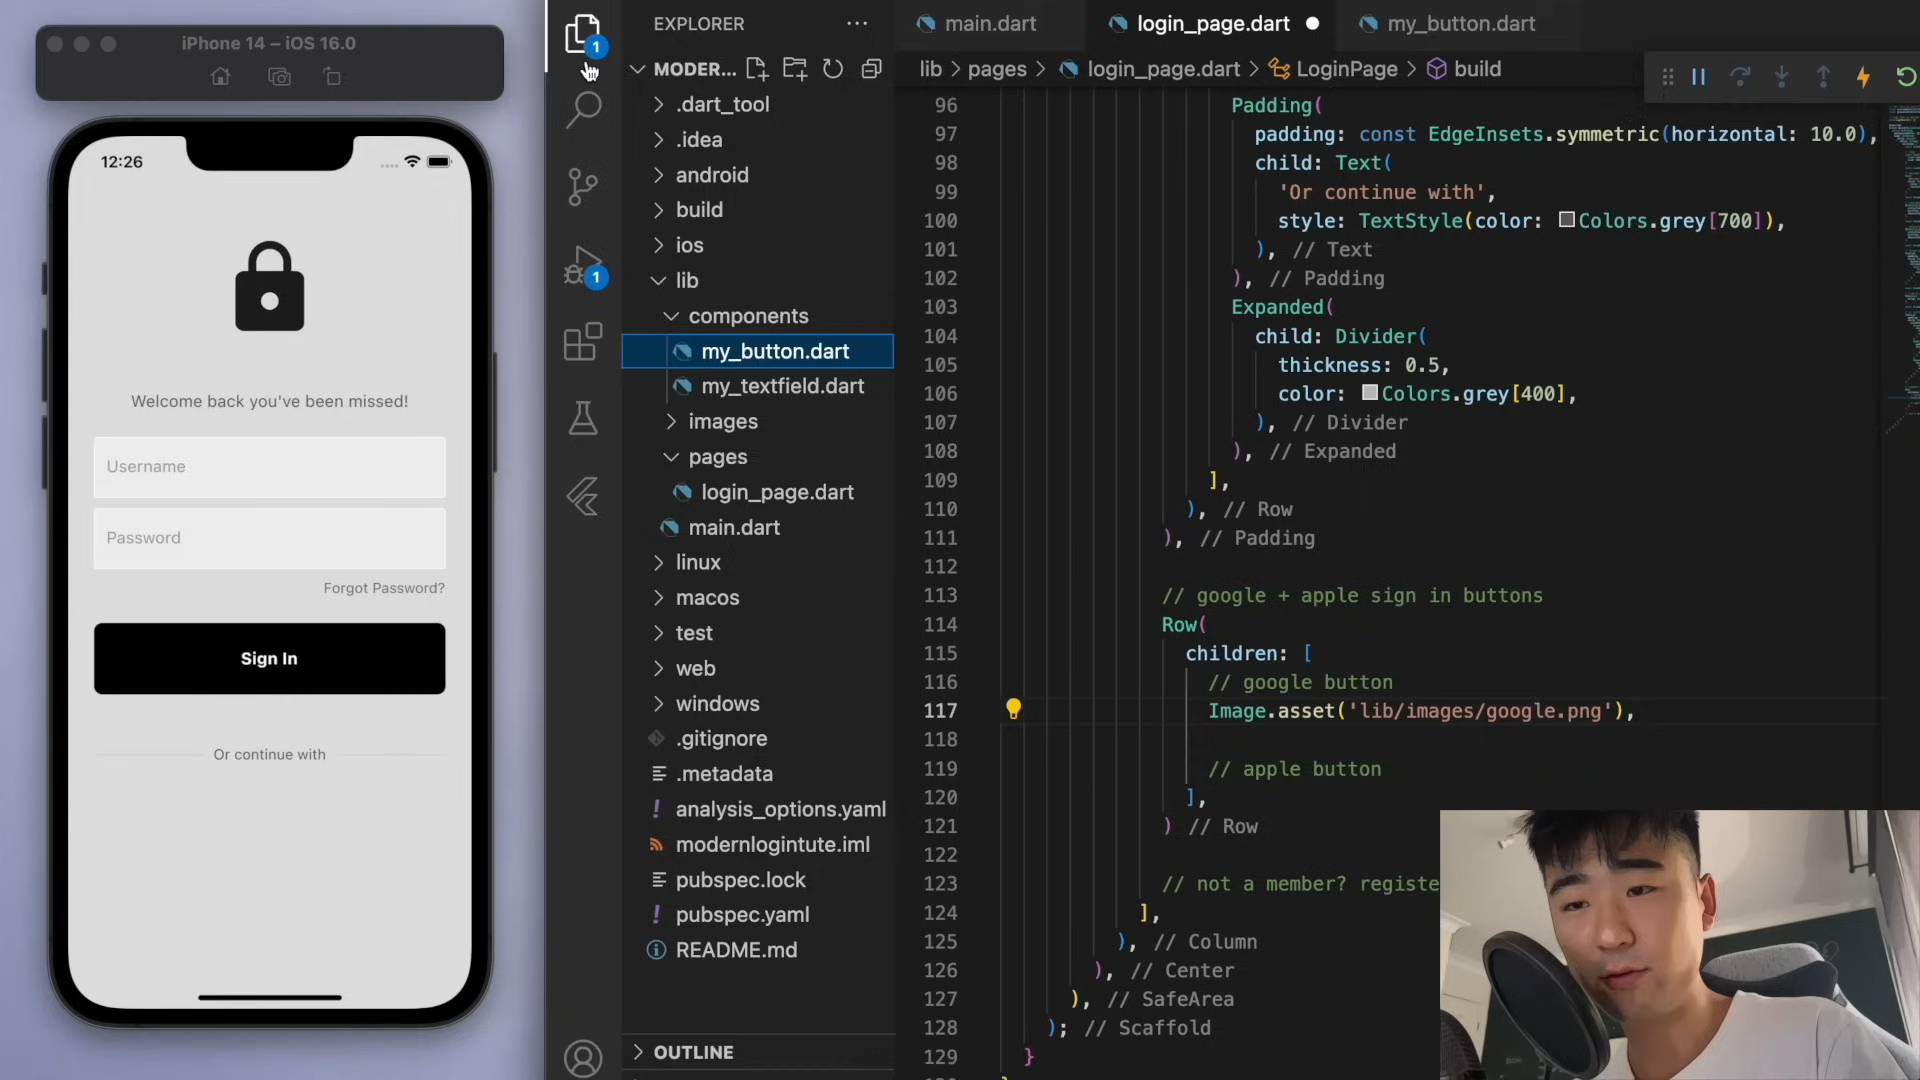 iPhone 14 – iOS 16.0
12:26
Welcome back you've been missed!
Username
Password
Forgot Password?
Sign In
Or continue with
1
1
EXPLORER
MODER...
.dart_tool
.idea
android
build
ios
lib
components
my_button.dart
my_textfield.dart
images
pages
login_page.dart
main.dart
linux
macos
test
web
windows
.gitignore
.metadata
analysis_options.yaml
modernlogintute.iml
pubspec.lock
pubspec.yaml
README.md
OUTLINE
main.dart login_page.dart my_button.dart
lib > pages > login_page.dart > LoginPage > build
96 Padding(
97 padding: const EdgeInsets.symmetric(horizontal: 10.0),
98 child: Text(
99 'Or continue with',
100 style: TextStyle(color: Colors.grey[700]),
101 ), // Text
102 ), // Padding
103 Expanded(
104 child: Divider(
105 thickness: 0.5,
106 color: Colors.grey[400],
107 ), // Divider
108 ), // Expanded
109 ],
110 ), // Row
111 ), // Padding
112
113 // google + apple sign in buttons
114 Row(
115 children: [
116 // google button
117 Image.asset('lib/images/google.png'),
118
119 // apple button
120 ],
121 ) // Row
122
123 // not a member? registe
124 ],
125 ), // Column
126 ), // Center
127 ), // SafeArea
128 ); // Scaffold
129 }